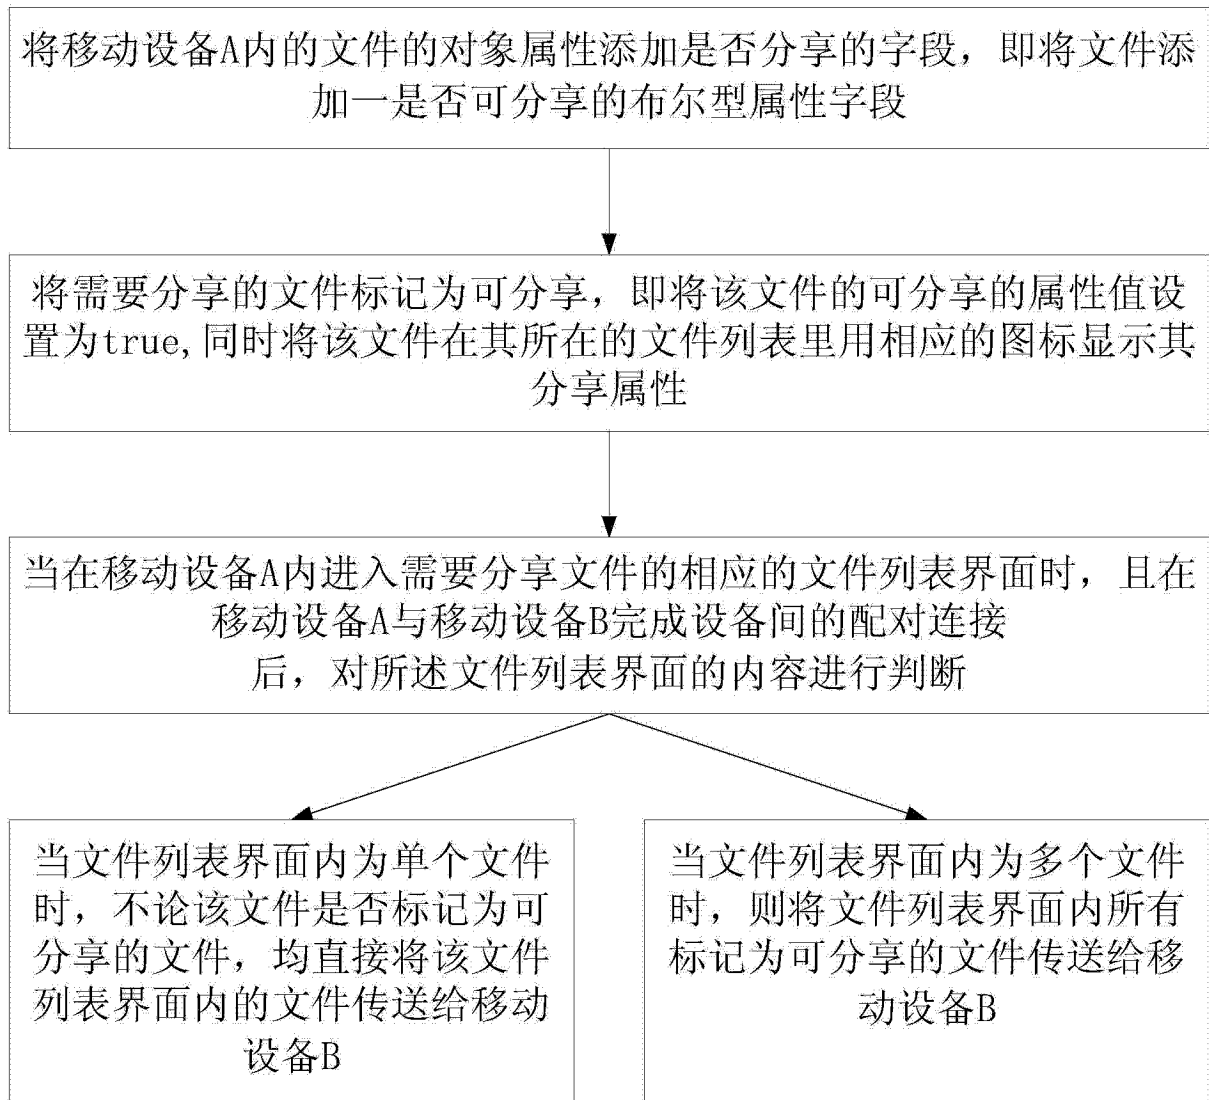 将移动设备A内的文件的对象属性添加是否分享的字段，即将文件添
加一是否可分享的布尔型属性字段
将需要分享的文件标记为可分享，即将该文件的可分享的属性值设
置为true,同时将该文件在其所在的文件列表里用相应的图标显示其
分享属性
当在移动设备A内进入需要分享文件的相应的文件列表界面时，且在
移动设备A与移动设备B完成设备间的配对连接
后，对所述文件列表界面的内容进行判断
当文件列表界面内为单个文件
时，不论该文件是否标记为可
分享的文件，均直接将该文件
列表界面内的文件传送给移动
设备B
当文件列表界面内为多个文件
时，则将文件列表界面内所有
标记为可分享的文件传送给移
动设备B